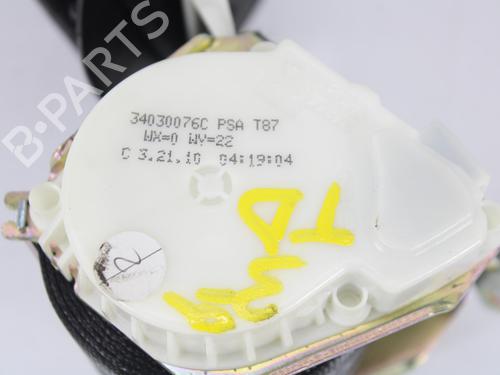 B-PARTS
34030076C PSA T87
WX=0 WY=22
C 3.21.10 04:19:04
TD